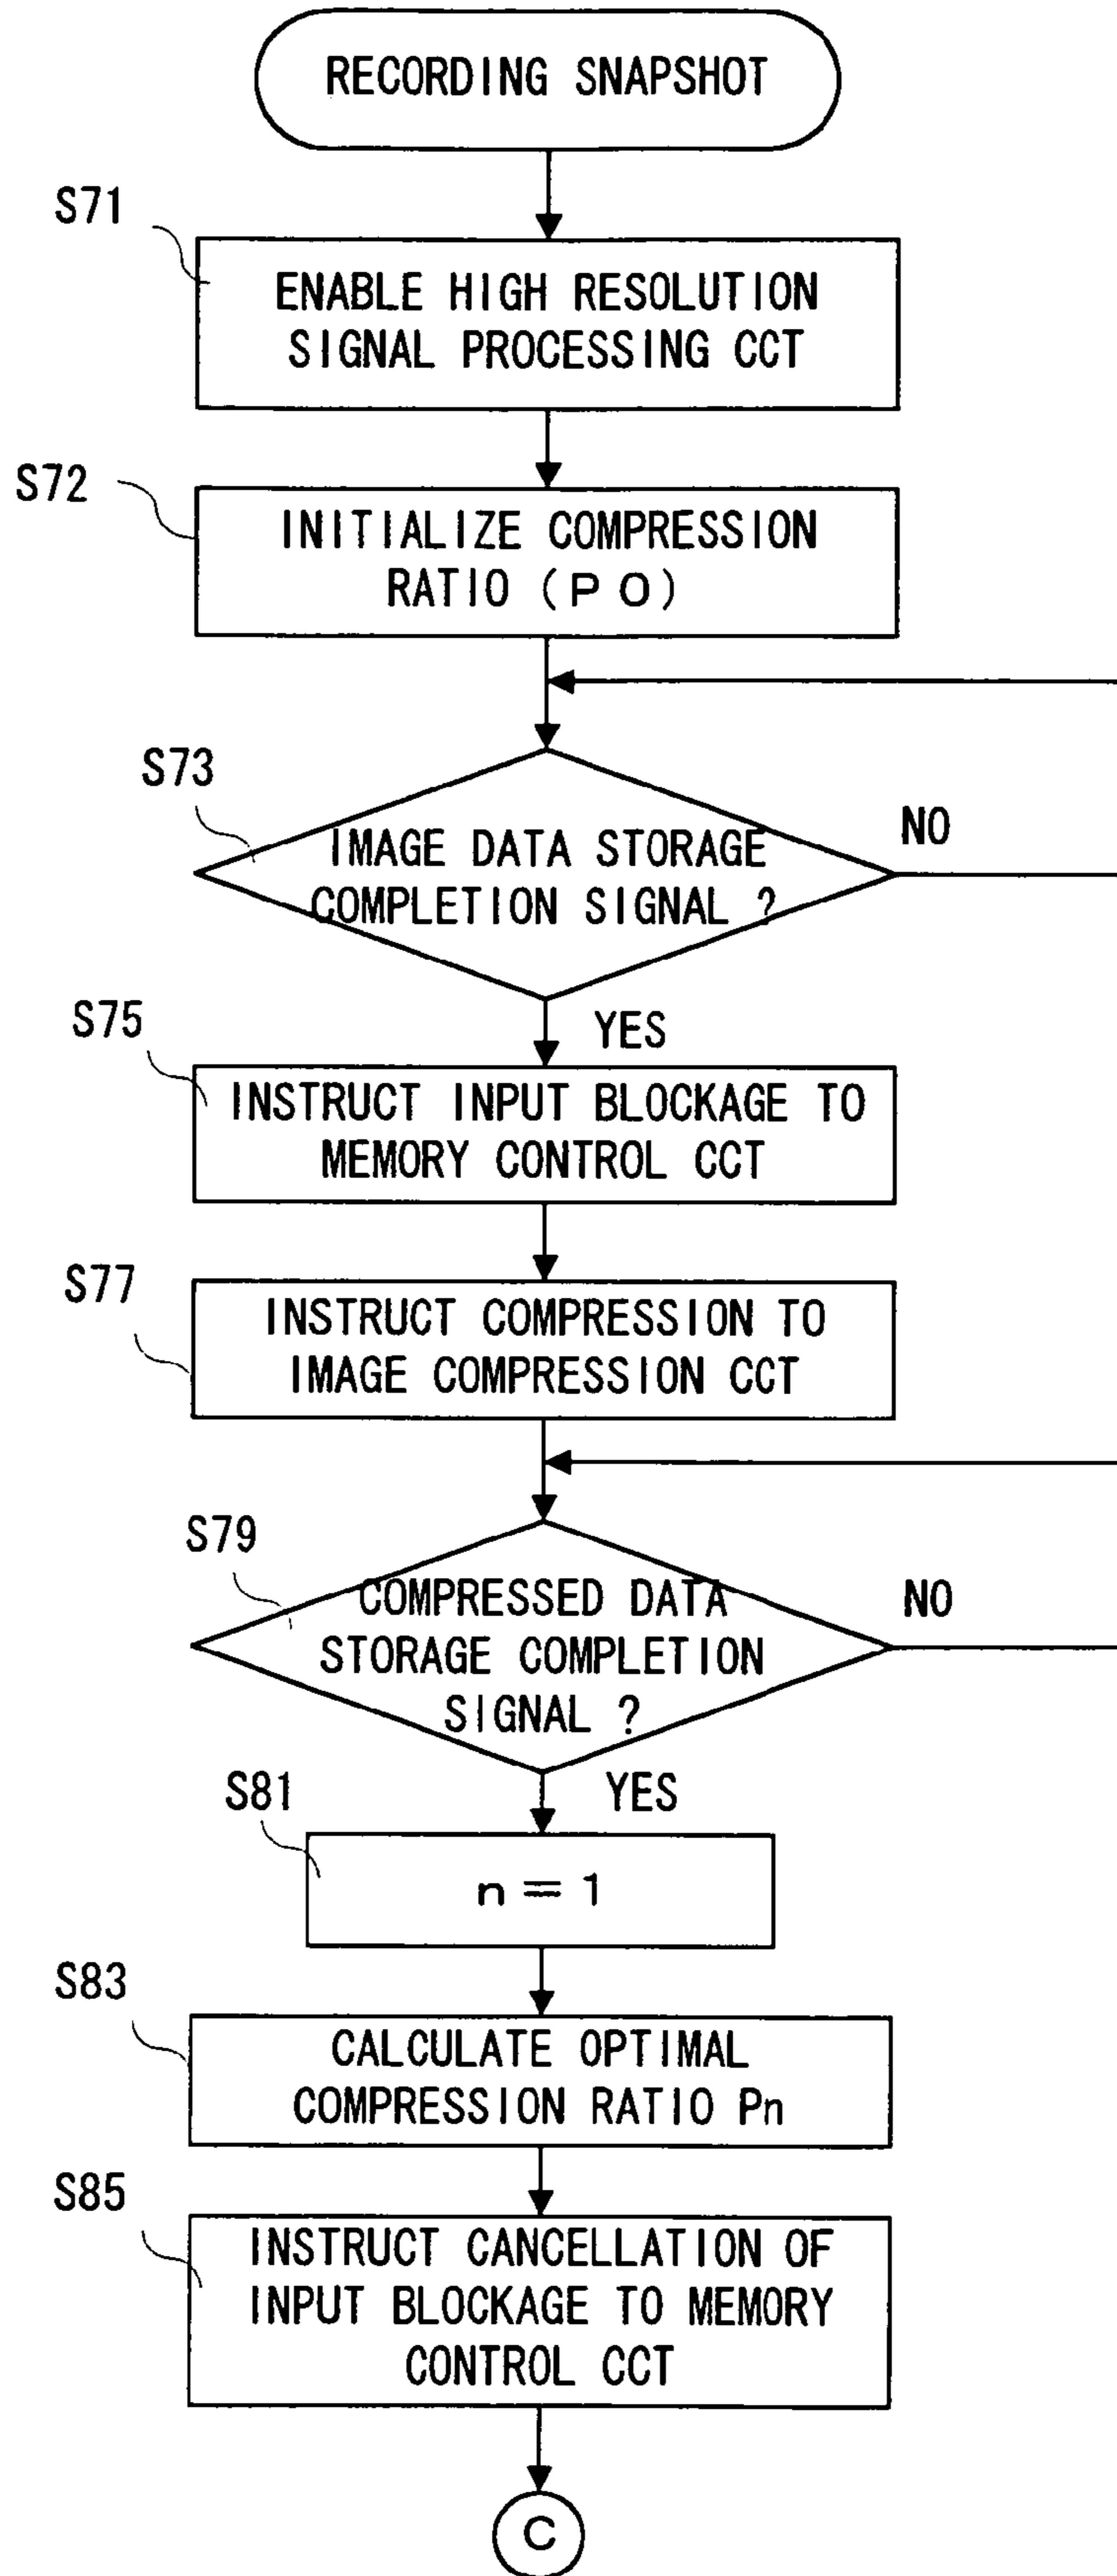 RECORDING SNAPSHOT
S71
ENABLE HIGH RESOLUTION
SIGNAL PROCESSING CCT
S72
INITIALIZE COMPRESSION
RATIO (P0)
S73
IMAGE DATA STORAGE
COMPLETION SIGNAL ?
NO
YES
S75
INSTRUCT INPUT BLOCKAGE TO
MEMORY CONTROL CCT
S77
INSTRUCT COMPRESSION TO
IMAGE COMPRESSION CCT
S79
COMPRESSED DATA
STORAGE COMPLETION
SIGNAL ?
NO
YES
S81
n = 1
S83
CALCULATE OPTIMAL
COMPRESSION RATIO Pn
S85
INSTRUCT CANCELLATION OF
INPUT BLOCKAGE TO MEMORY
CONTROL CCT
C